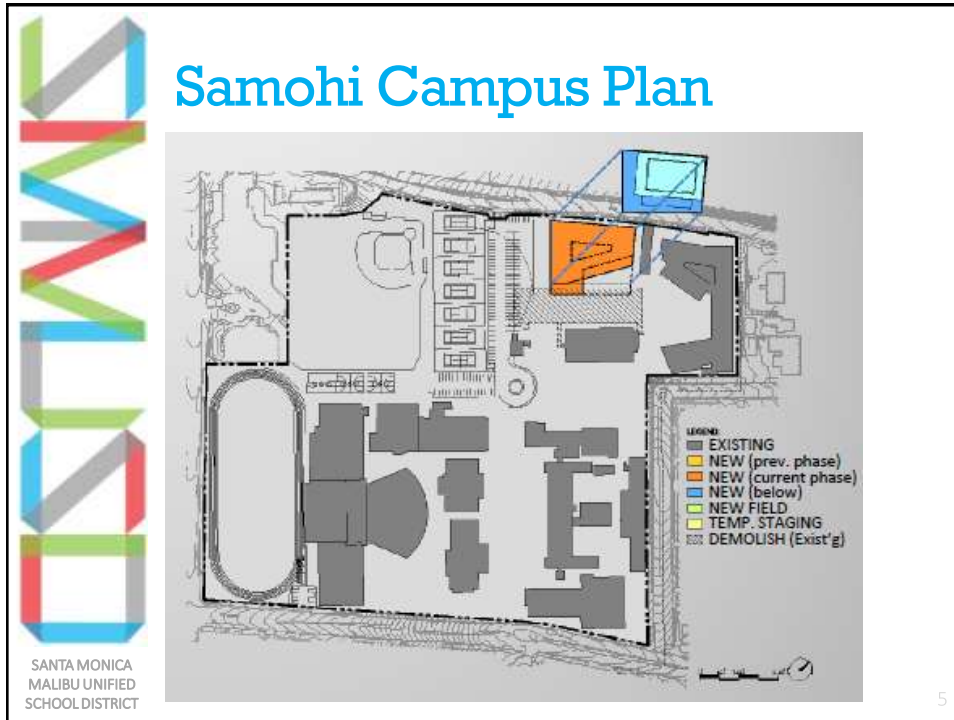 SMMUSD
Samohi Campus Plan
LEGEND:
EXISTING
NEW (prev. phase)
NEW (current phase)
NEW (below)
NEW FIELD
TEMP. STAGING
DEMOLISH (Exist'g)
SANTA MONICA
MALIBU UNIFIED
SCHOOL DISTRICT
5